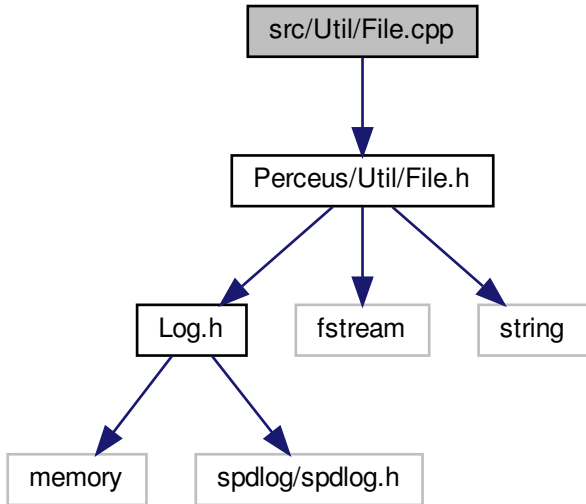 src/Util/File.cpp
Perceus/Util/File.h
Log.h
fstream
string
memory
spdlog/spdlog.h